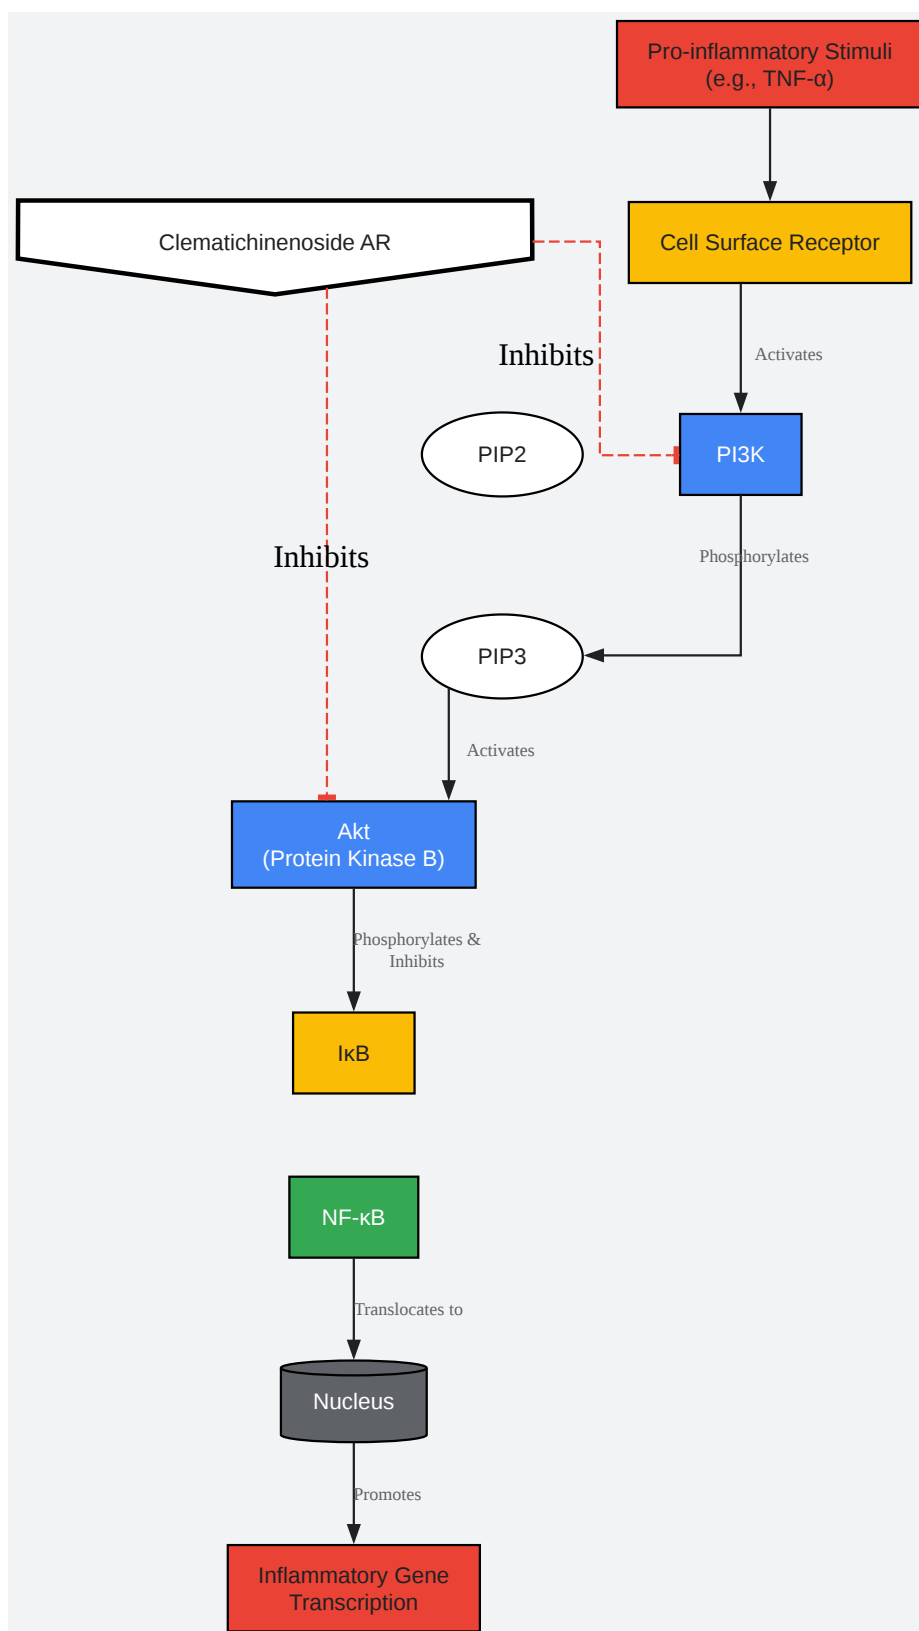 Pro-inflammatory Stimuli
(e.g., TNF-α)
Clematichinenoside AR
Cell Surface Receptor
Inhibits
Activates
PIP2
PI3K
Inhibits
Phosphorylates
PIP3
Activates
Akt
(Protein Kinase B)
Phosphorylates &
Inhibits
IκB
NF-κB
Translocates to
Nucleus
Promotes
Inflammatory Gene
Transcription